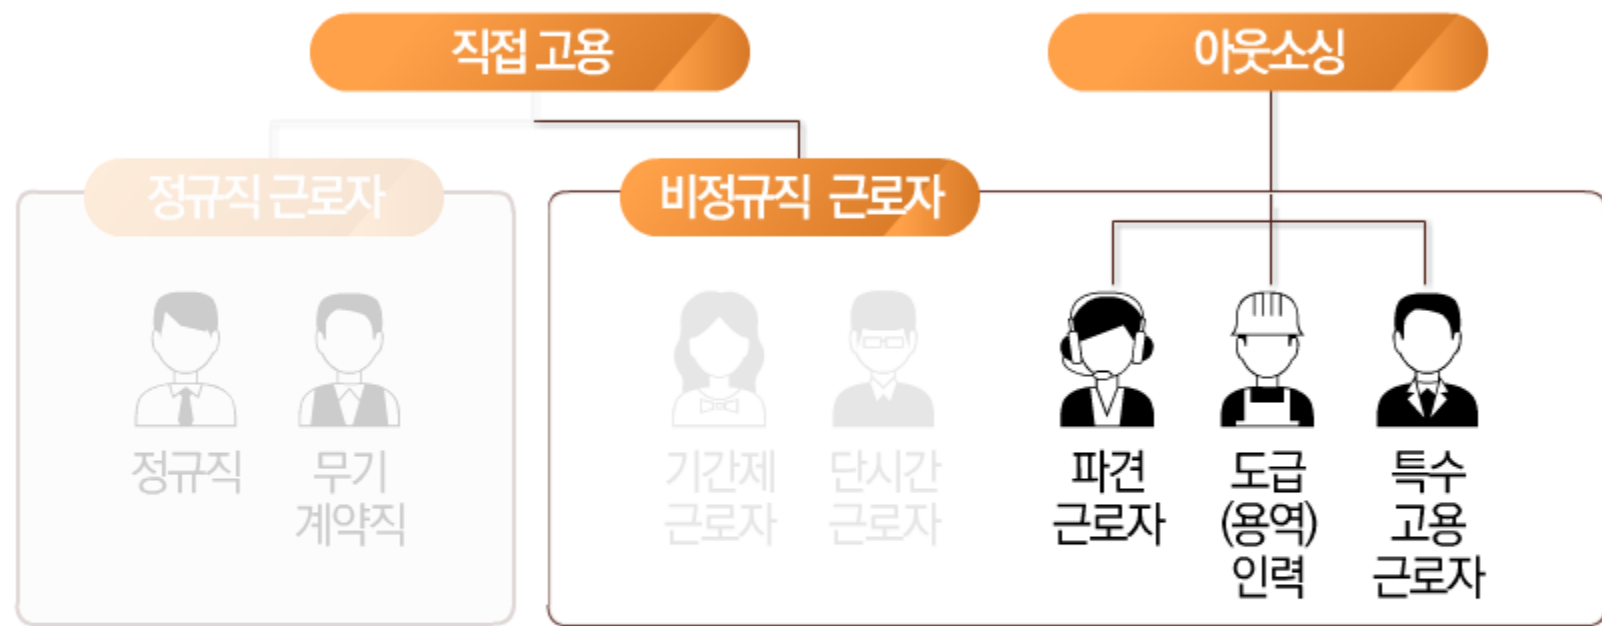 직접 고용
아웃소싱
정규직 근로자
비정규직 근로자
정규직
무기
계약직
기간제
근로자
단시간
근로자
파견
근로자
도급
(용역)
인력
특수
고용
근로자